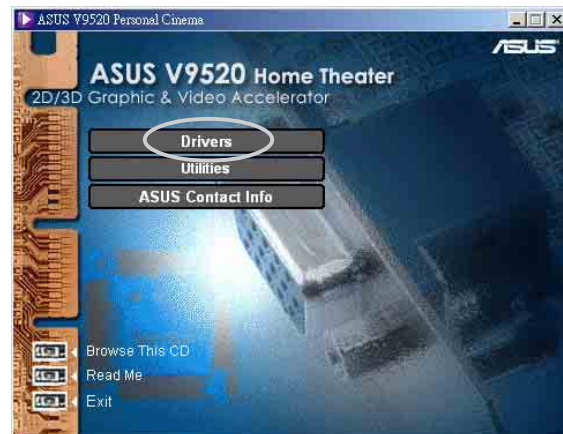 ASUS V9520 Personal Cinema
ASUS
ASUS V9520 Home Theater
2D/3D Graphic & Video Accelerator
Drivers
Utilities
ASUS Contact Info
Browse This CD
Read Me
Exit